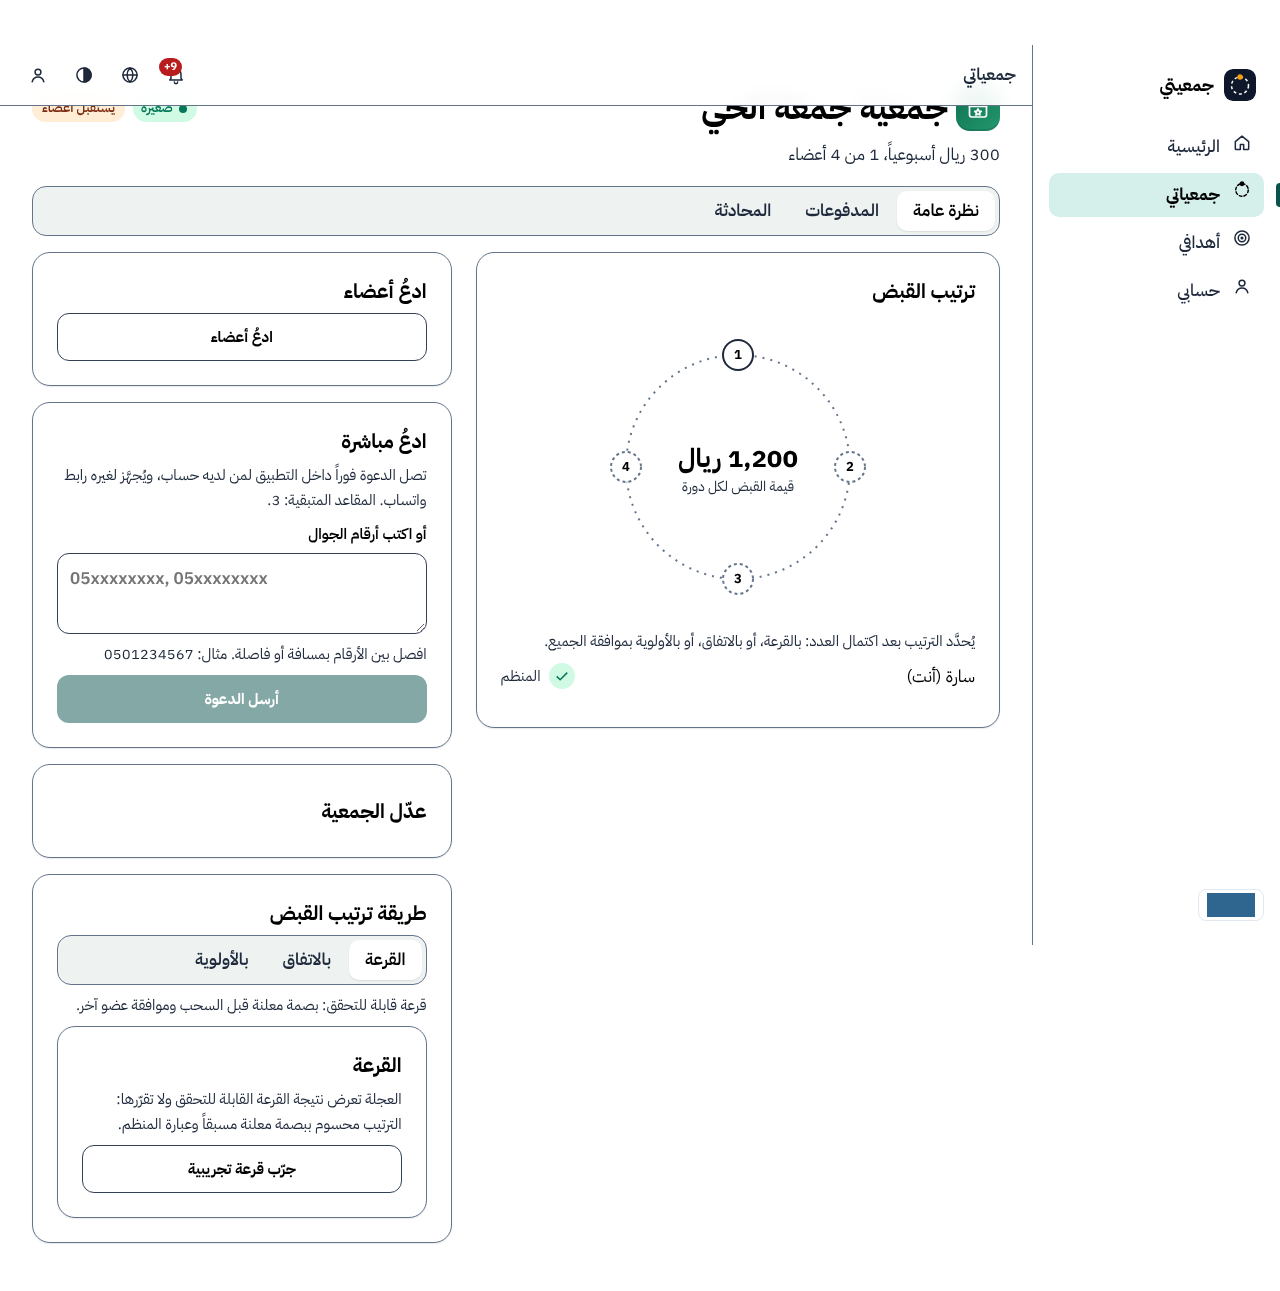 جمعيتي
الرئيسية
جمعياتي
أهدافي
حسابي
جمعياتي
+9
جمعية جمعة الحي
صغيرة
يستقبل أعضاء
300 ريال أسبوعياً، 1 من 4 أعضاء
نظرة عامة
المدفوعات
المحادثة
ترتيب القبض
1
2
3
4
1,200 ريال
قيمة القبض لكل دورة
يُحدَّد الترتيب بعد اكتمال العدد: بالقرعة، أو بالاتفاق، أو بالأولوية بموافقة الجميع.
سارة (أنت)
المنظم
ادعُ أعضاء
ادعُ أعضاء
ادعُ مباشرة
تصل الدعوة فوراً داخل التطبيق لمن لديه حساب، ويُجهَّز لغيره رابط
واتساب. المقاعد المتبقية: 3.
أو اكتب أرقام الجوال
05xxxxxxxx, 05xxxxxxxx
افصل بين الأرقام بمسافة أو فاصلة. مثال: 0501234567
أرسل الدعوة
عدّل الجمعية
طريقة ترتيب القبض
القرعة
بالاتفاق
بالأولوية
قرعة قابلة للتحقق: بصمة معلنة قبل السحب وموافقة عضو آخر.
القرعة
العجلة تعرض نتيجة القرعة القابلة للتحقق ولا تقرّرها:
الترتيب محسوم ببصمة معلنة مسبقاً وعبارة المنظم.
جرّب قرعة تجريبية